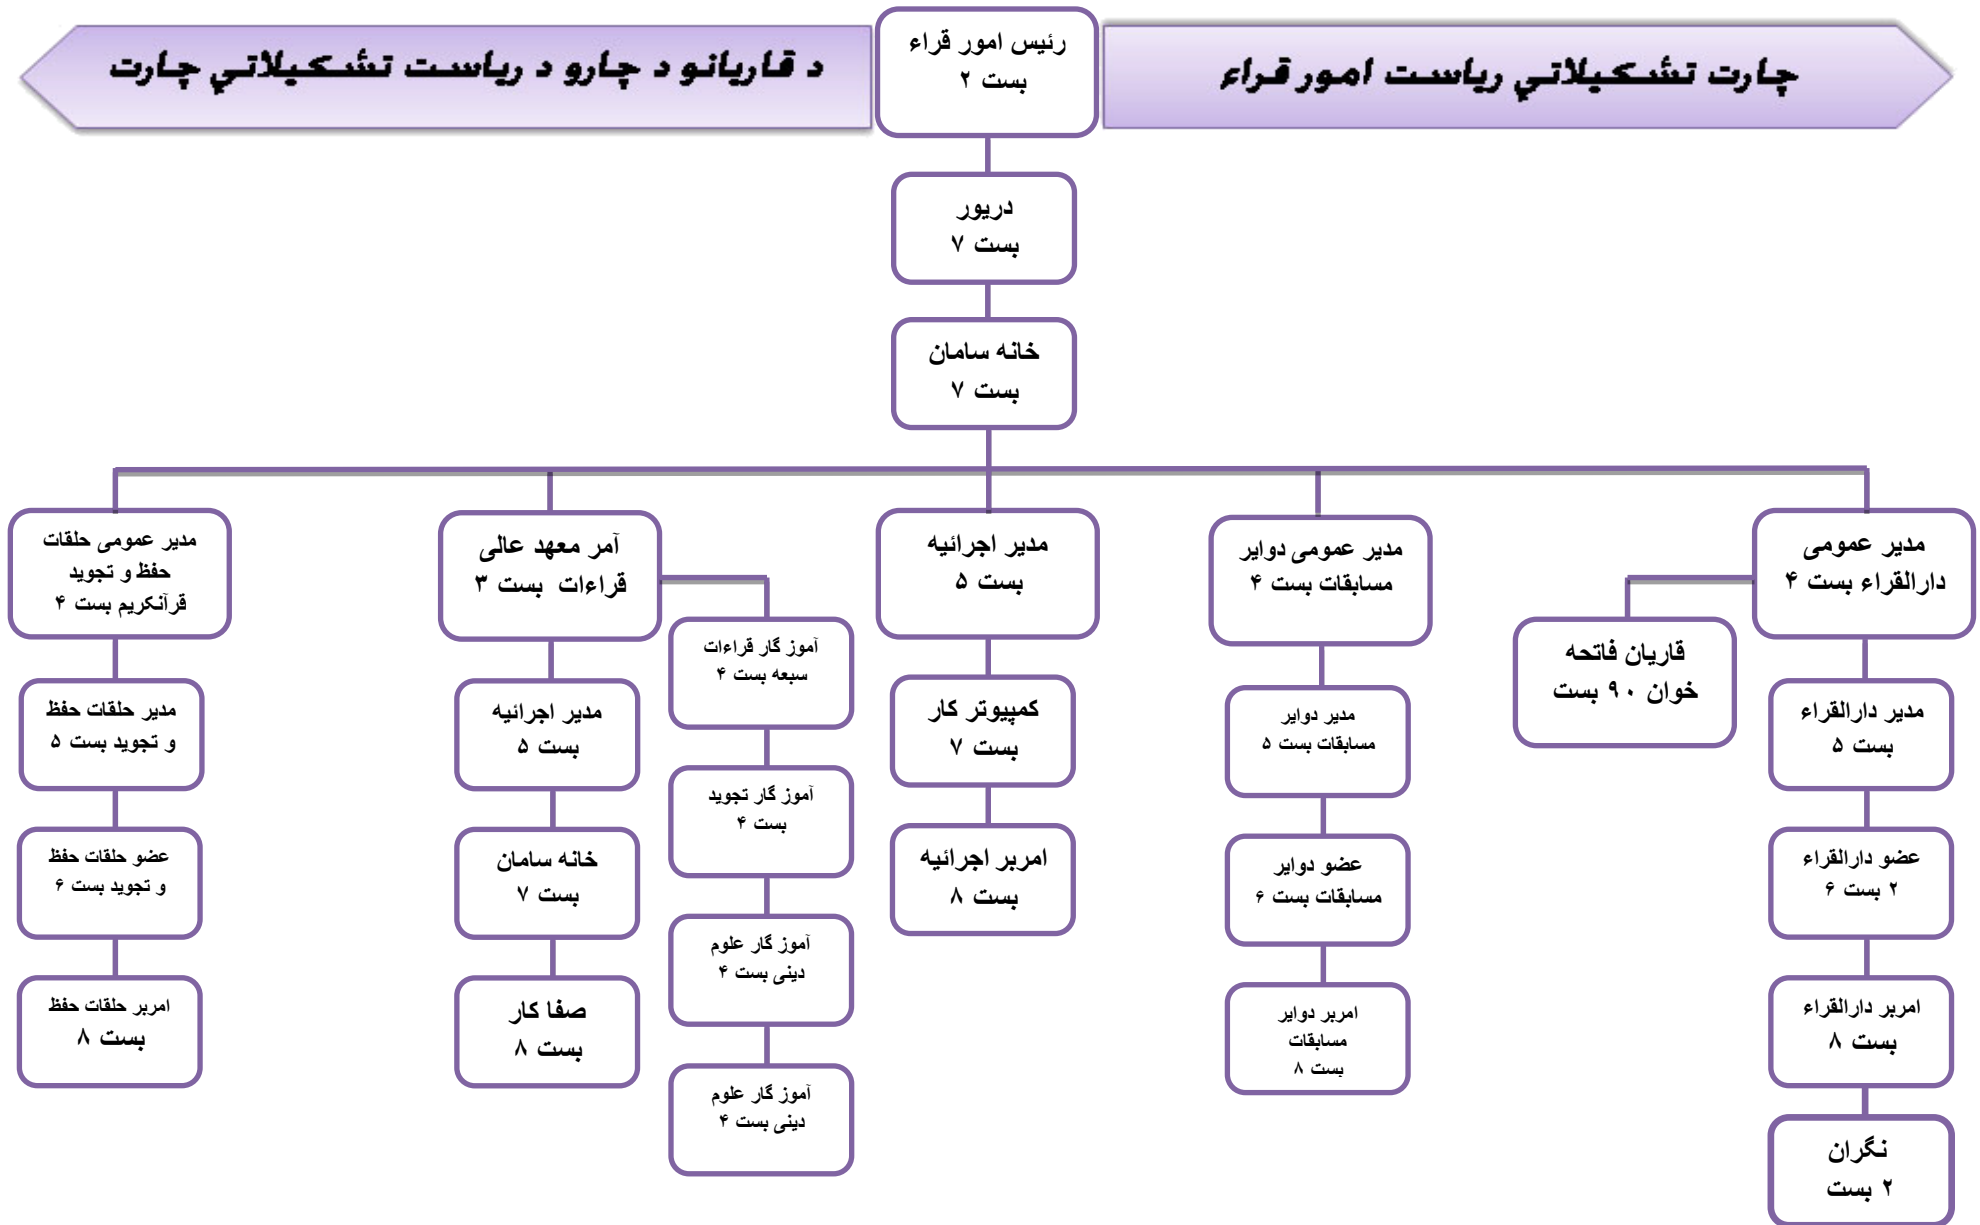 چارت تشکیلاتي ریاست امور قراء
د قاریانو د چارو د ریاست تشکیلاتي چارت
رئیس امور قراء
بست ۲
دریور
بست ۷
خانه سامان
بست ۷
مدیر عمومی
دارالقراء بست ۴
قاریان فاتحه
خوان ۹۰ بست
مدیر دارالقراء
بست ۵
عضو دارالقراء
۲ بست ۶
امربر دارالقراء
بست ۸
نگران
۲ بست
مدیر عمومی دوایر
مسابقات بست ۴
مدیر دوایر
مسابقات بست ۵
عضو دوایر
مسابقات بست ۶
امربر دوایر
مسابقات
بست ۸
مدیر اجرائیه
بست ۵
کمپیوتر کار
بست ۷
امربر اجرائیه
بست ۸
آمر معهد عالی
قراءات بست ۳
آموز گار قراءات
سبعه بست ۴
آموز گار تجوید
بست ۴
آموز گار علوم
دینی بست ۴
آموز گار علوم
دینی بست ۴
مدیر اجرائیه
بست ۵
خانه سامان
بست ۷
صفا کار
بست ۸
مدیر عمومی حلقات
حفظ و تجوید
قرآنکریم بست ۴
مدیر حلقات حفظ
و تجوید بست ۵
عضو حلقات حفظ
و تجوید بست ۶
امربر حلقات حفظ
بست ۸